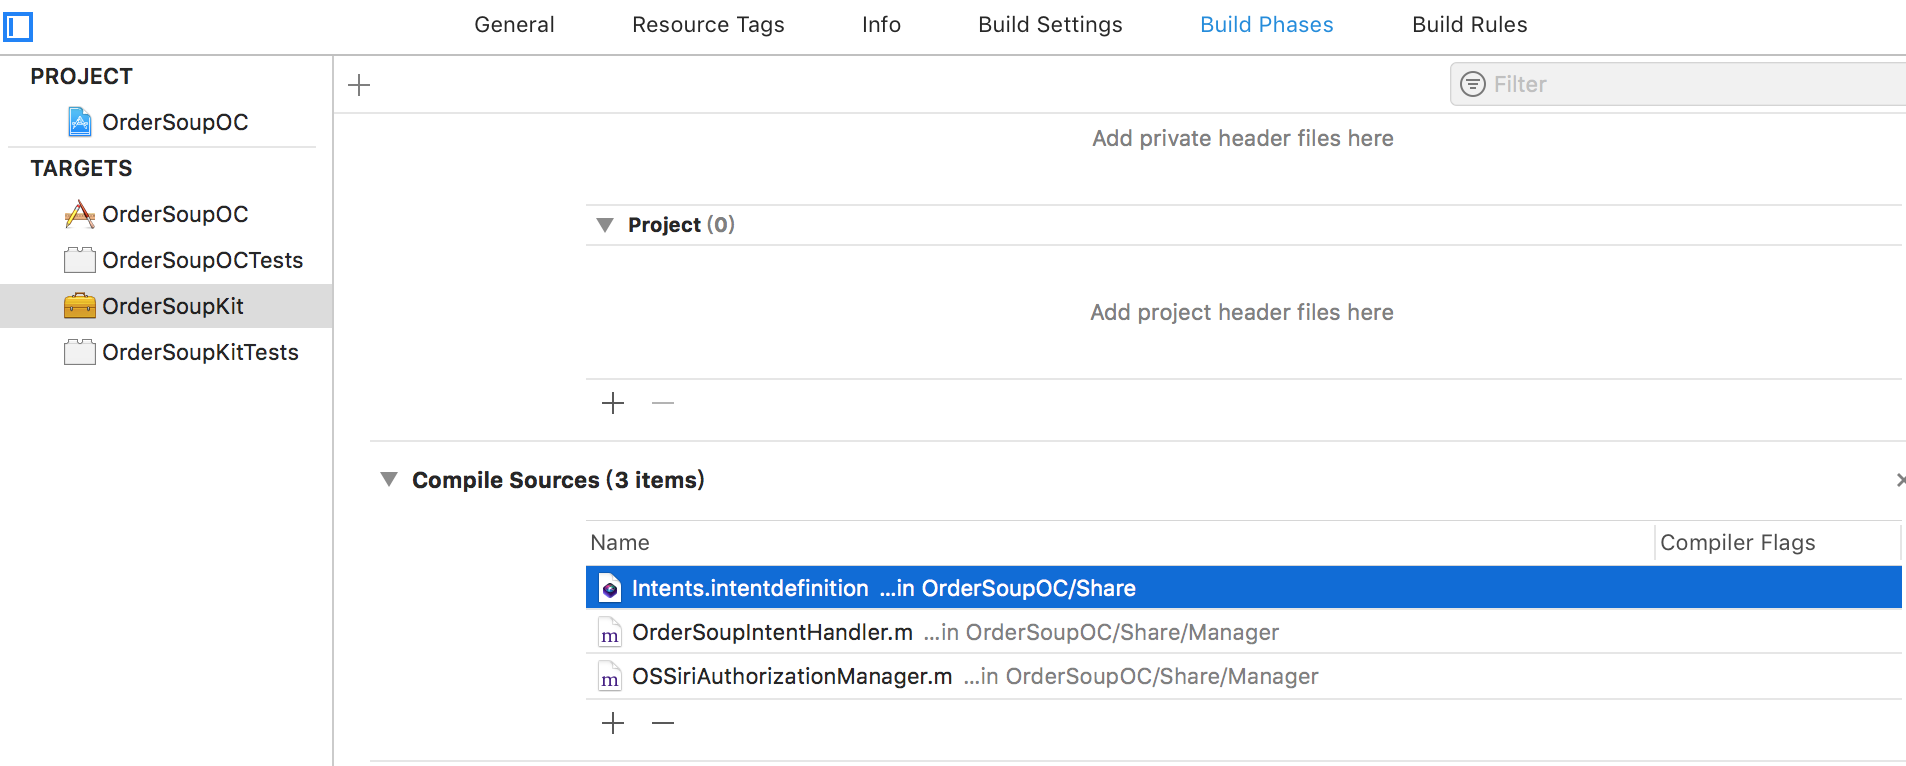 General Resource Tags Info Build Settings Build Phases Build Rules
PROJECT
OrderSoupOC
TARGETS
OrderSoupOC
OrderSoupOCTests
OrderSoupKit
OrderSoupKitTests
Filter
Add private header files here
Project (0)
Add project header files here
Compile Sources (3 items)
Name Compiler Flags
Intents.intentdefinition ...in OrderSoupOC/Share
m OrderSoupIntentHandler.m ...in OrderSoupOC/Share/Manager
m OSSiriAuthorizationManager.m ...in OrderSoupOC/Share/Manager